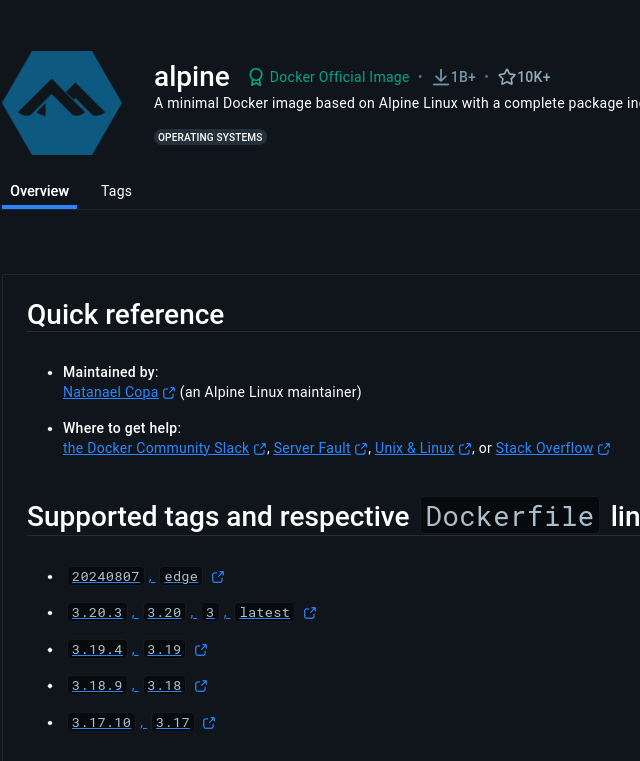 alpine Docker Official Image • 1B+ • 10K+
A minimal Docker image based on Alpine Linux with a complete package in
OPERATING SYSTEMS
Overview Tags
Quick reference
• Maintained by:
Natanael Copa (an Alpine Linux maintainer)
• Where to get help:
the Docker Community Slack, Server Fault, Unix & Linux, or Stack Overflow
Supported tags and respective Dockerfile lin
• 20240807, edge
• 3.20.3, 3.20, 3, latest
• 3.19.4, 3.19
• 3.18.9, 3.18
• 3.17.10, 3.17